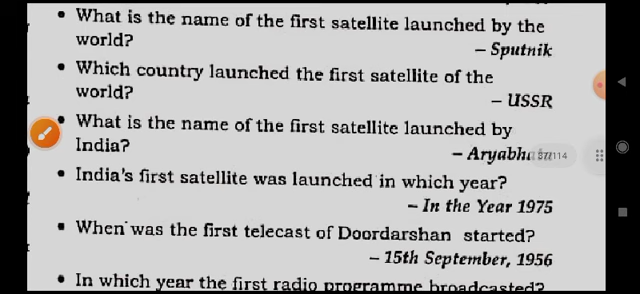 • What is the name of the first satellite launched by the
world?
– Sputnik
• Which country launched the first satellite of the
world?
– USSR
• What is the name of the first satellite launched by
India?
– 
57/114
• India's first satellite was launched in which year?
– In the Year 1975
• When was the first telecast of Doordarshan started?
– 15th September, 1956
• In which year the first radio programme broadcasted?